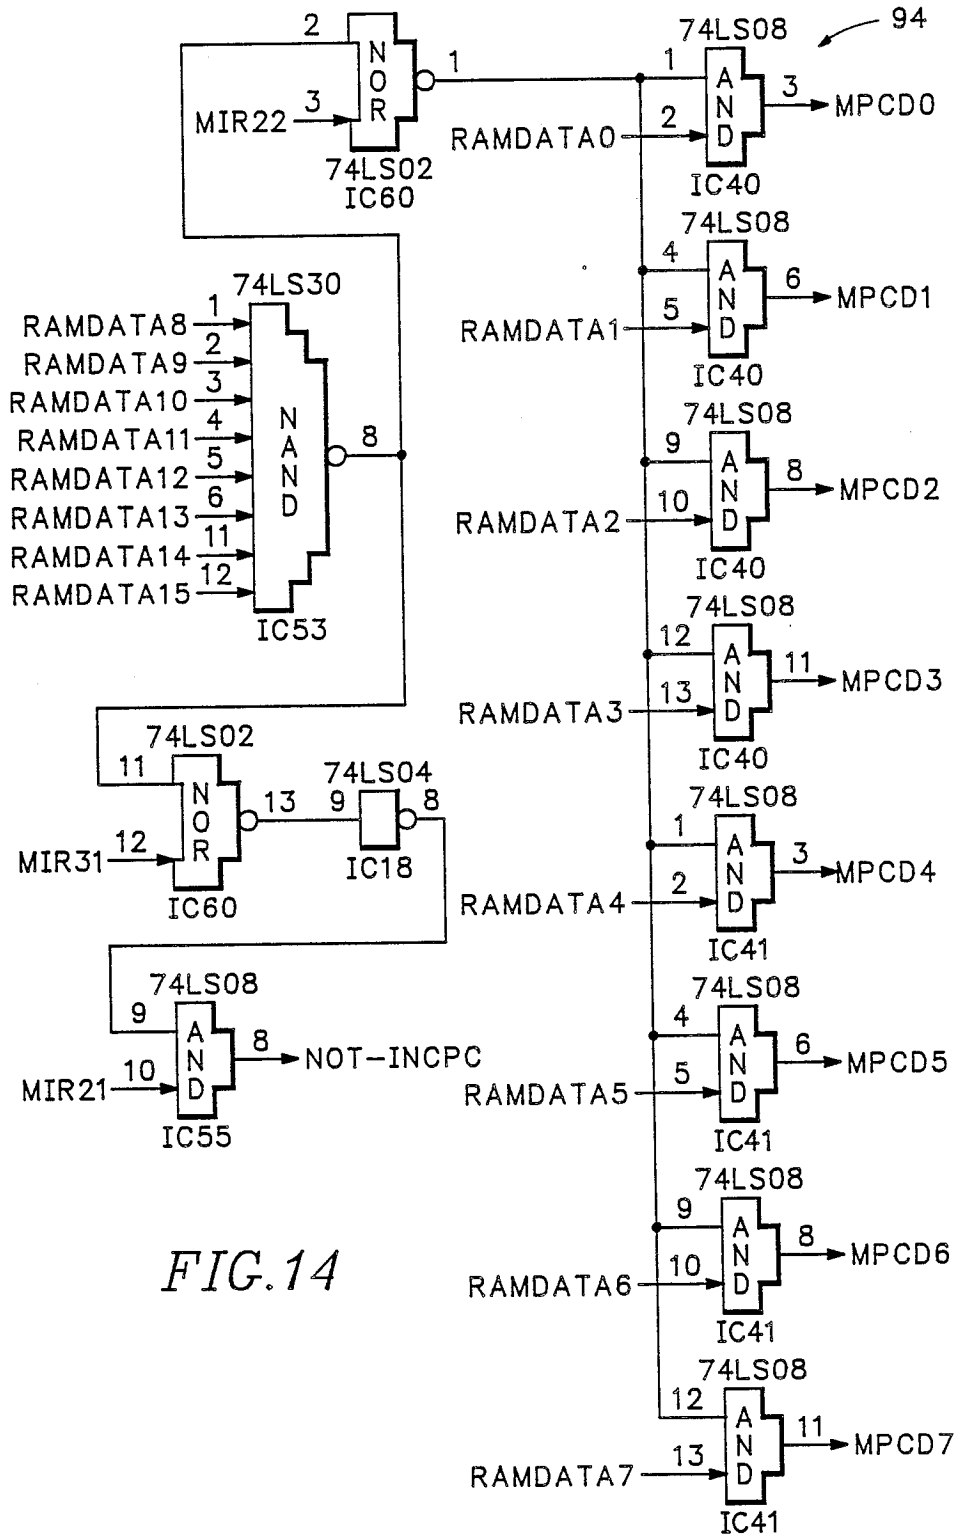 94
2
NOR
1
MIR22
3
74LS02
IC60
74LS08
1
AND
3
MPCD0
RAMDATA0
2
IC40
74LS08
4
AND
6
MPCD1
RAMDATA1
5
IC40
74LS08
9
AND
8
MPCD2
RAMDATA2
10
IC40
74LS08
12
AND
11
MPCD3
RAMDATA3
13
IC40
74LS08
1
AND
3
MPCD4
RAMDATA4
2
IC41
74LS08
4
AND
6
MPCD5
RAMDATA5
5
IC41
74LS08
9
AND
8
MPCD6
RAMDATA6
10
IC41
74LS08
12
AND
11
MPCD7
RAMDATA7
13
IC41
74LS30
RAMDATA8
1
RAMDATA9
2
RAMDATA10
3
RAMDATA11
4
RAMDATA12
5
RAMDATA13
6
RAMDATA14
11
RAMDATA15
12
NAND
8
IC53
74LS02
11
NOR
13
MIR31
12
IC60
74LS04
9
8
IC18
74LS08
9
AND
8
NOT-INCPC
MIR21
10
IC55
FIG.14